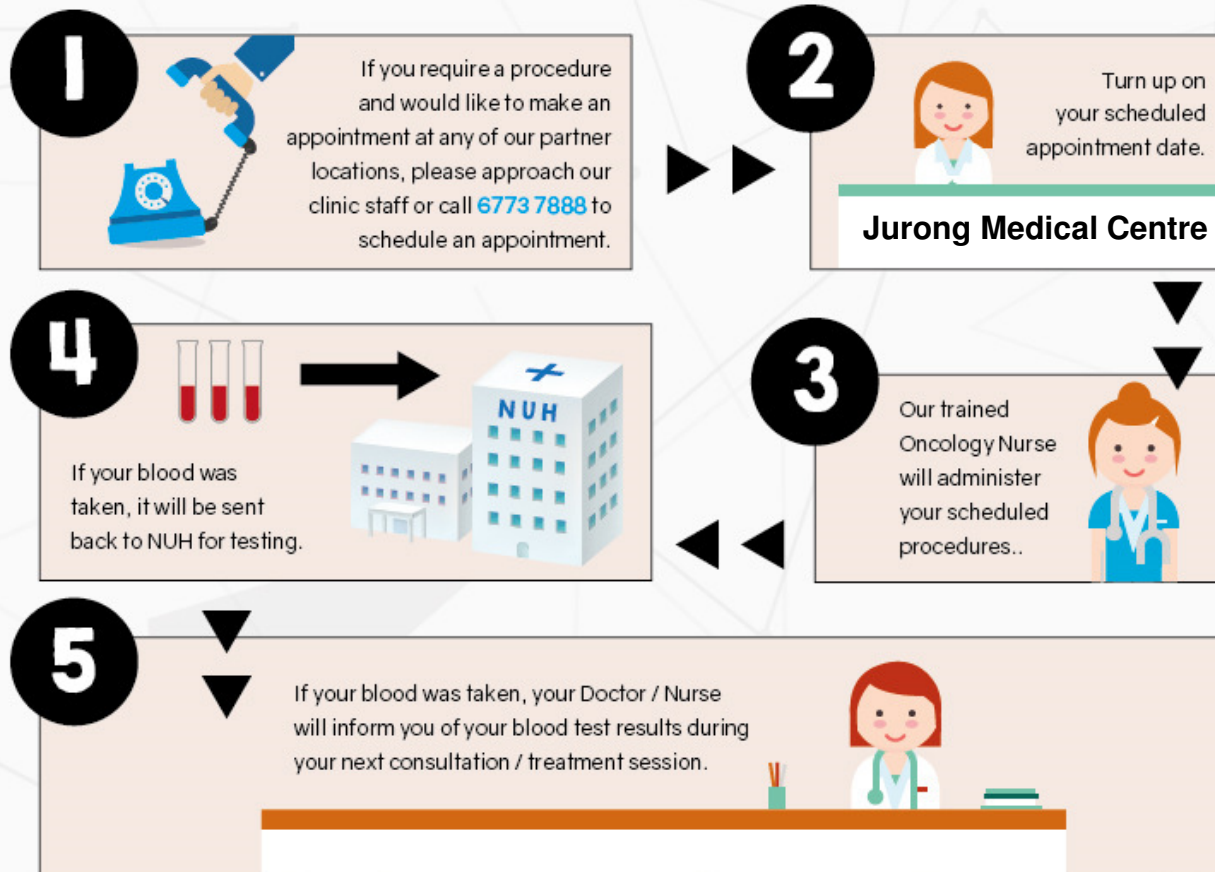 1
If you require a procedure
and would like to make an
appointment at any of our partner
locations, please approach our
clinic staff or call 6773 7888 to
schedule an appointment.
2
Turn up on
your scheduled
appointment date.
Jurong Medical Centre
3
Our trained
Oncology Nurse
will administer
your scheduled
procedures..
4
NUH
If your blood was
taken, it will be sent
back to NUH for testing.
5
If your blood was taken, your Doctor / Nurse
will inform you of your blood test results during
your next consultation / treatment session.